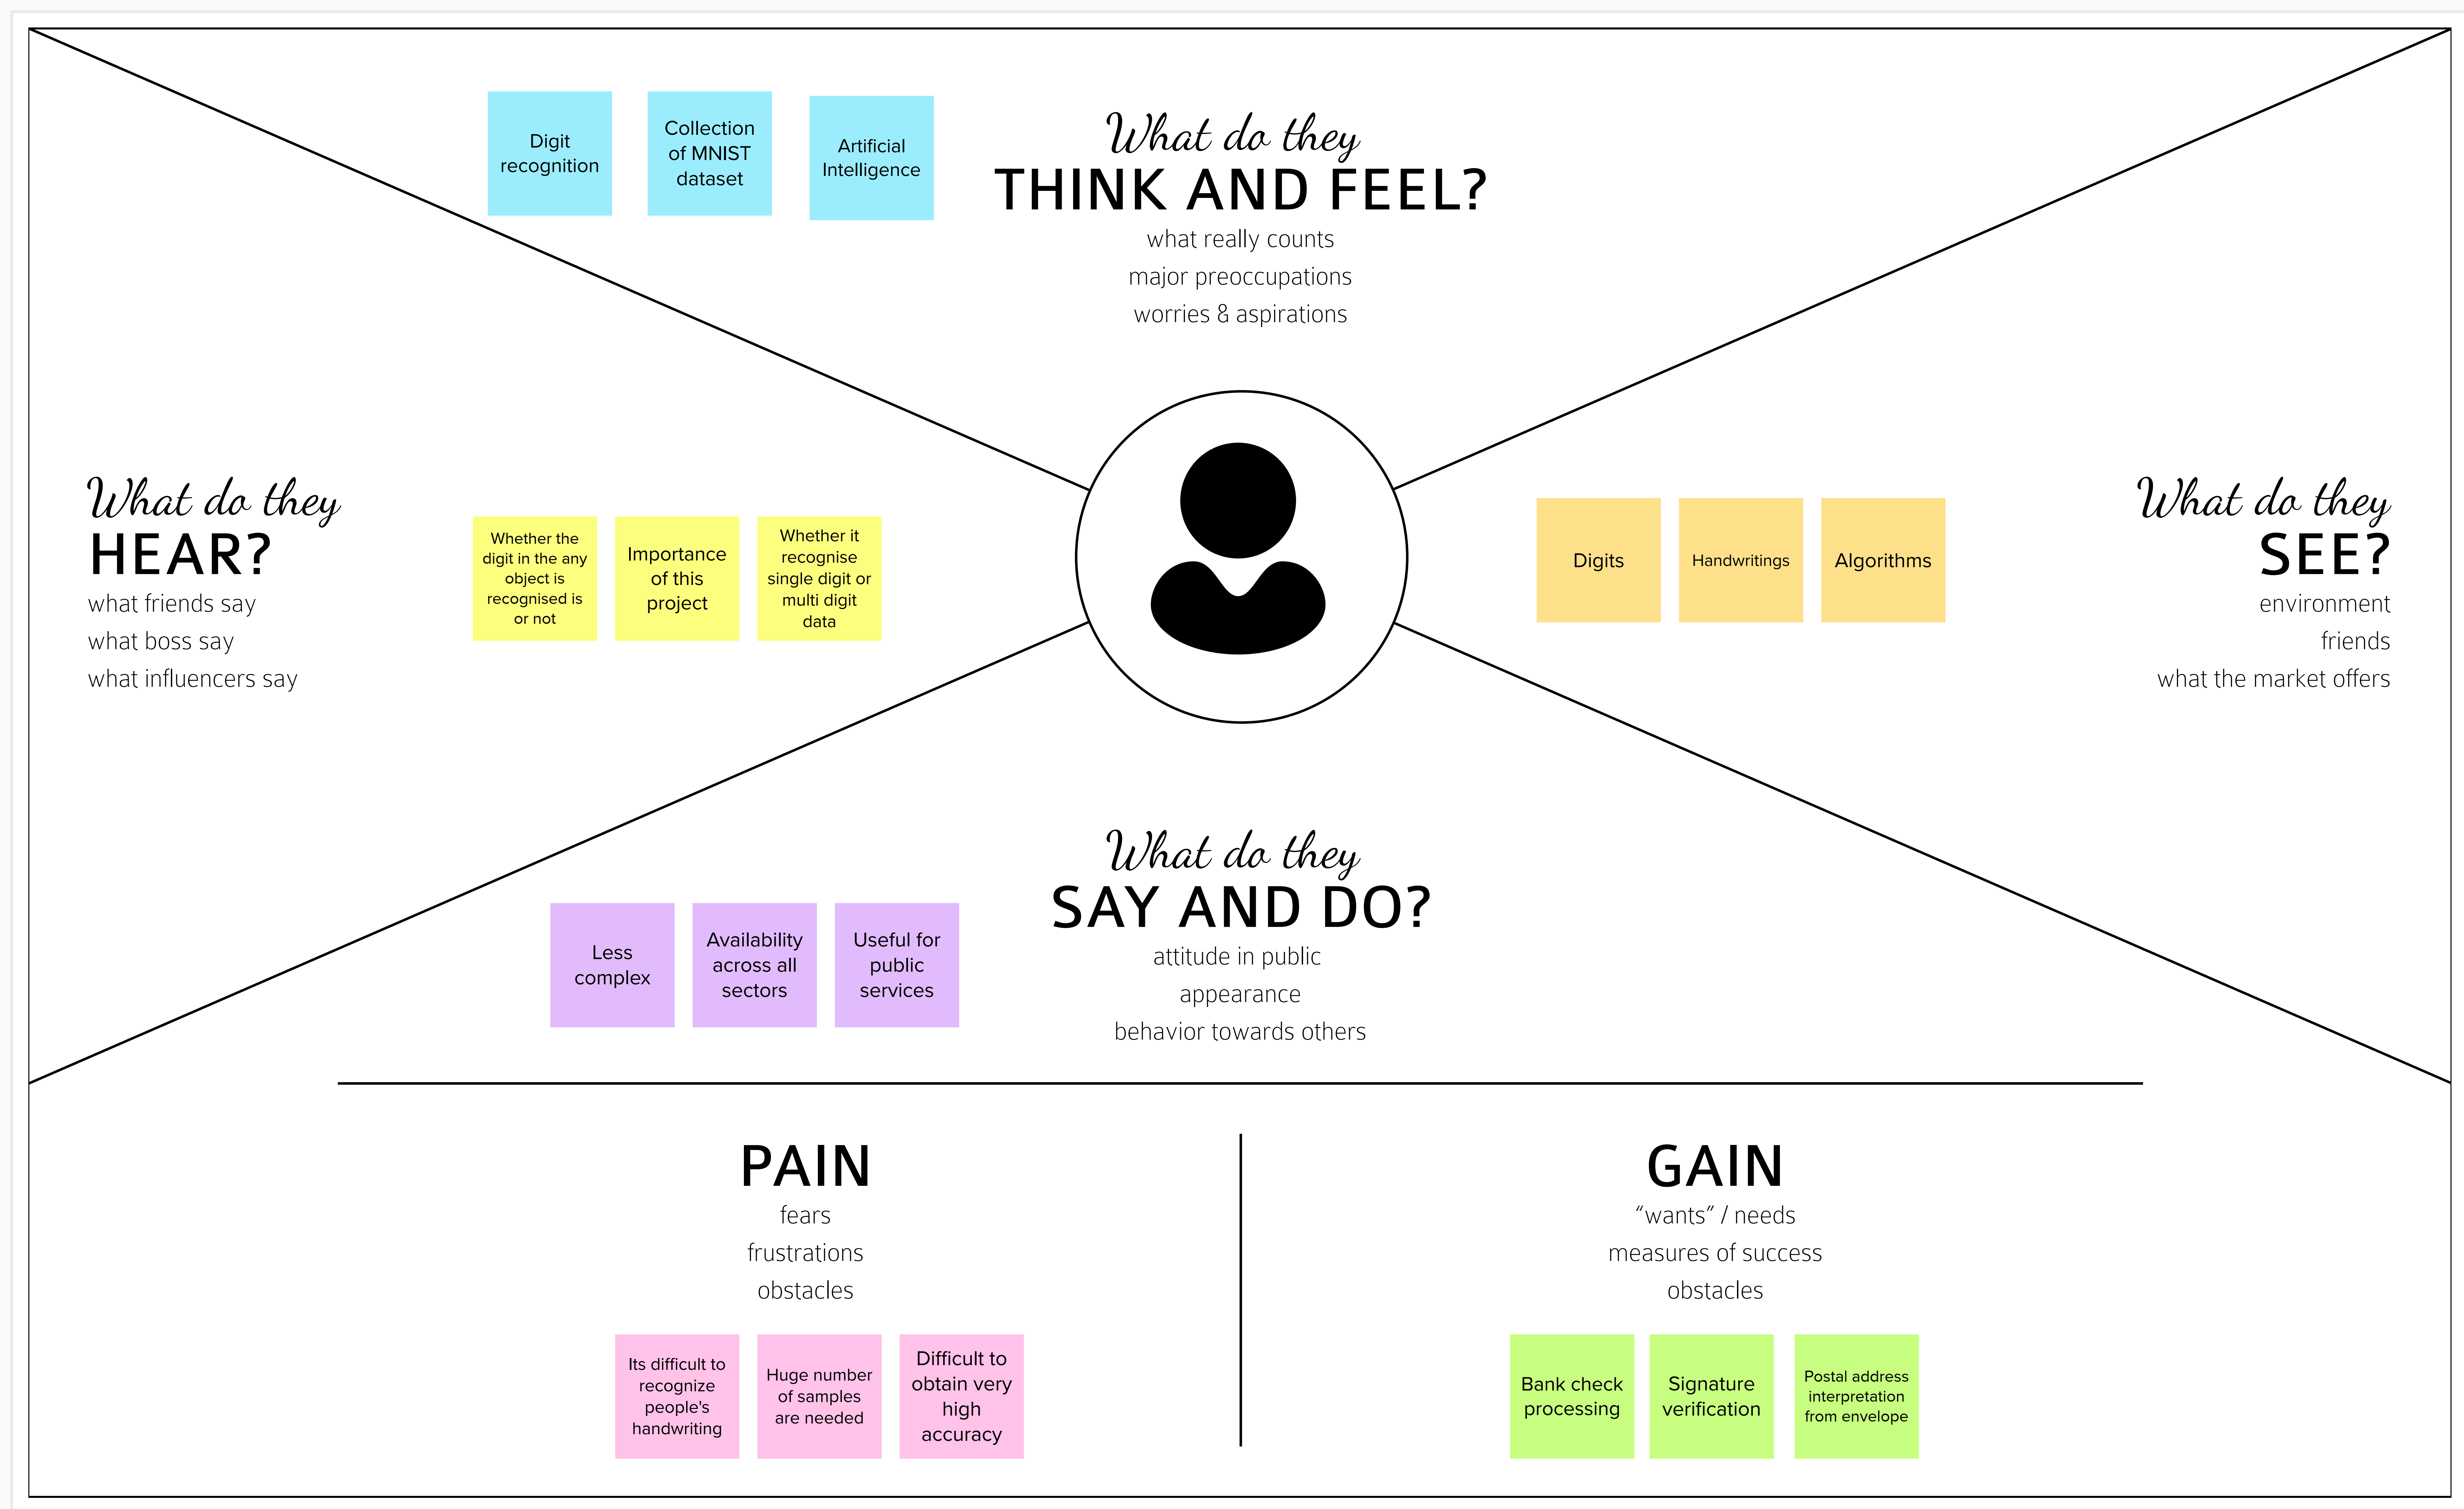 Digit
recognition
Collection
of MNIST
dataset
Artificial
Intelligence
What do they
THINK AND FEEL?
what really counts
major preoccupations
worries & aspirations
What do they
HEAR?
what friends say
what boss say
what influencers say
Whether the
digit in the any
object is
recognised is
or not
Importance
of this
project
Whether it
recognise
single digit or
multi digit
data
Digits
Handwritings
Algorithms
What do they
SEE?
environment
friends
what the market offers
What do they
SAY AND DO?
attitude in public
appearance
behavior towards others
Less
complex
Availability
across all
sectors
Useful for
public
services
PAIN
fears
frustrations
obstacles
Its difficult to
recognize
people's
handwriting
Huge number
of samples
are needed
Difficult to
obtain very
high
accuracy
GAIN
“wants” / needs
measures of success
obstacles
Bank check
processing
Signature
verification
Postal address
interpretation
from envelope